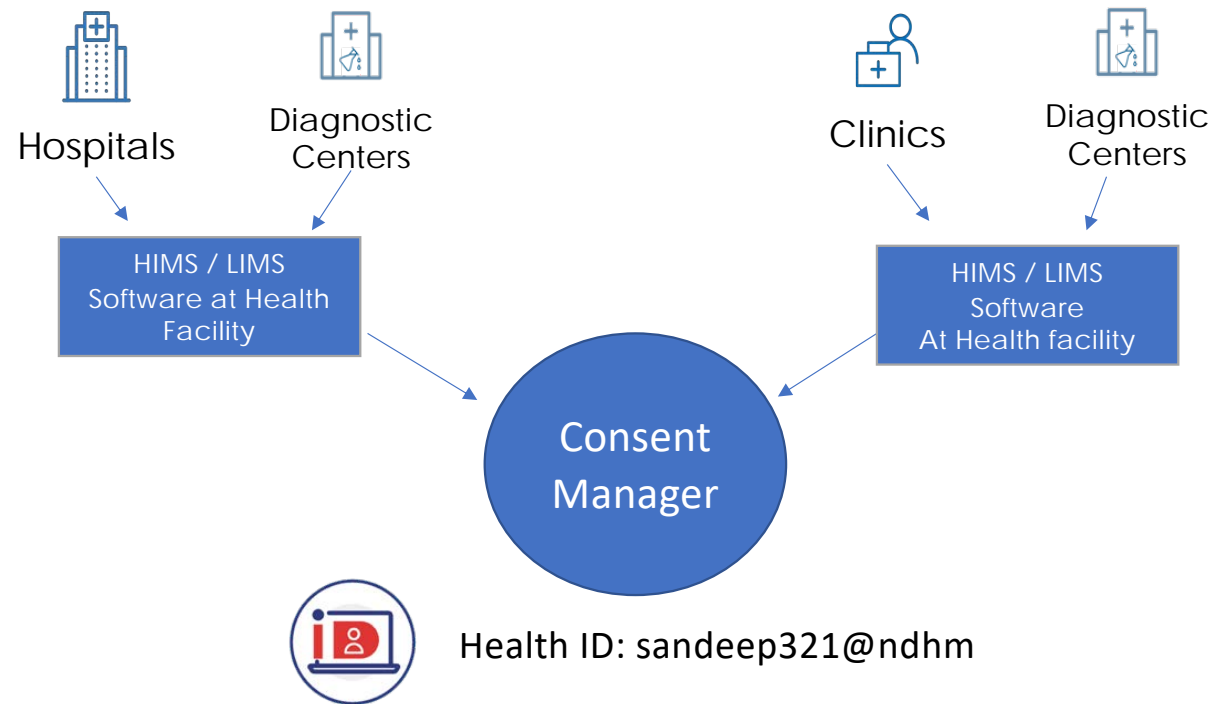 Hospitals
Diagnostic
Centers
Clinics
Diagnostic
Centers
HIMS / LIMS
Software at Health
Facility
HIMS / LIMS
Software
At Health facility
Consent
Manager
iD
Health ID: sandeep321@ndhm